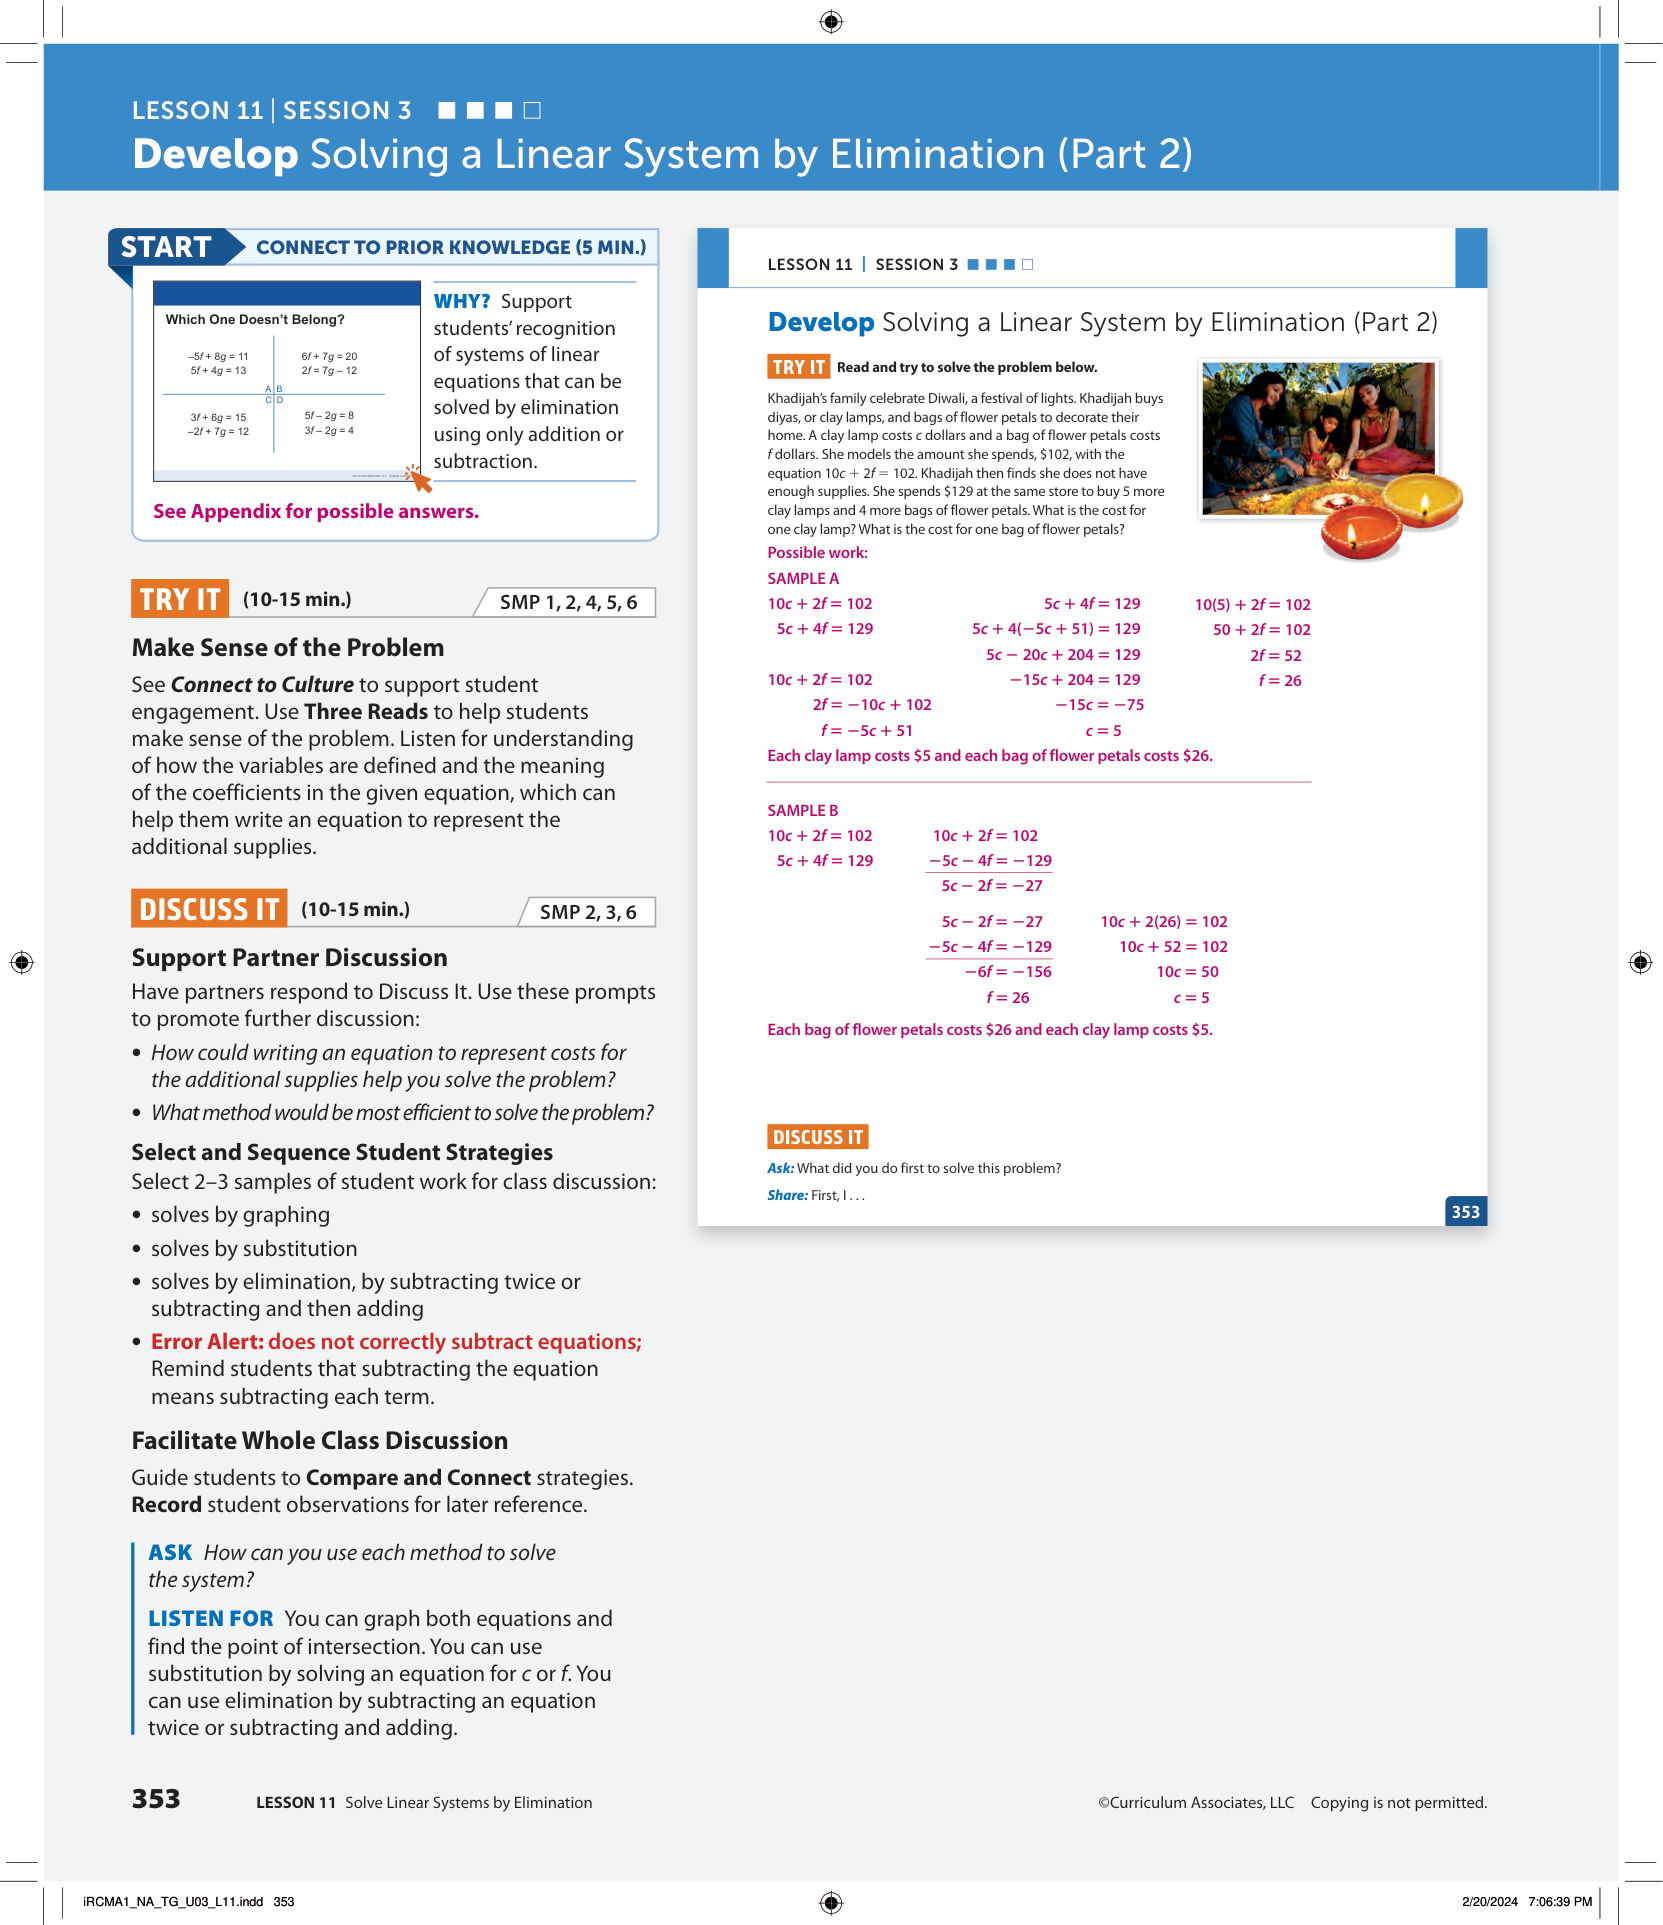 LESSON 11 | SESSION 3
Develop Solving a Linear System by Elimination (Part 2)
START
CONNECT TO PRIOR KNOWLEDGE (5 MIN.)
Which One Doesn't Belong?
–5f + 8g = 11
5f + 4g = 13
6f + 7g = 20
2f = 7g – 12
A B
C D
3f + 6g = 15
–2f + 7g = 12
5f – 2g = 8
3f – 2g = 4
WHY? Support
students' recognition
of systems of linear
equations that can be
solved by elimination
using only addition or
subtraction.
See Appendix for possible answers.
TRY IT (10-15 min.)
SMP 1, 2, 4, 5, 6
Make Sense of the Problem
See Connect to Culture to support student
engagement. Use Three Reads to help students
make sense of the problem. Listen for understanding
of how the variables are defined and the meaning
of the coefficients in the given equation, which can
help them write an equation to represent the
additional supplies.
DISCUSS IT (10-15 min.)
SMP 2, 3, 6
Support Partner Discussion
Have partners respond to Discuss It. Use these prompts
to promote further discussion:
• How could writing an equation to represent costs for
the additional supplies help you solve the problem?
• What method would be most efficient to solve the problem?
Select and Sequence Student Strategies
Select 2–3 samples of student work for class discussion:
• solves by graphing
• solves by substitution
• solves by elimination, by subtracting twice or
subtracting and then adding
• Error Alert: does not correctly subtract equations;
Remind students that subtracting the equation
means subtracting each term.
Facilitate Whole Class Discussion
Guide students to Compare and Connect strategies.
Record student observations for later reference.
ASK How can you use each method to solve
the system?
LISTEN FOR You can graph both equations and
find the point of intersection. You can use
substitution by solving an equation for c or f. You
can use elimination by subtracting an equation
twice or subtracting and adding.
LESSON 11 | SESSION 3
Develop Solving a Linear System by Elimination (Part 2)
TRY IT Read and try to solve the problem below.
Khadijah's family celebrate Diwali, a festival of lights. Khadijah buys
diyas, or clay lamps, and bags of flower petals to decorate their
home. A clay lamp costs c dollars and a bag of flower petals costs
f dollars. She models the amount she spends, $102, with the
equation 10c + 2f = 102. Khadijah then finds she does not have
enough supplies. She spends $129 at the same store to buy 5 more
clay lamps and 4 more bags of flower petals. What is the cost for
one clay lamp? What is the cost for one bag of flower petals?
Possible work:
SAMPLE A
10c + 2f = 102
5c + 4f = 129
10c + 2f = 102
2f = −10c + 102
f = −5c + 51
5c + 4f = 129
5c + 4(−5c + 51) = 129
5c − 20c + 204 = 129
−15c + 204 = 129
−15c = −75
c = 5
10(5) + 2f = 102
50 + 2f = 102
2f = 52
f = 26
Each clay lamp costs $5 and each bag of flower petals costs $26.
SAMPLE B
10c + 2f = 102
5c + 4f = 129
10c + 2f = 102
−5c − 4f = −129
5c − 2f = −27
5c − 2f = −27
−5c − 4f = −129
−6f = −156
f = 26
10c + 2(26) = 102
10c + 52 = 102
10c = 50
c = 5
Each bag of flower petals costs $26 and each clay lamp costs $5.
DISCUSS IT
Ask: What did you do first to solve this problem?
Share: First, I . . .
353
353
LESSON 11 Solve Linear Systems by Elimination
©Curriculum Associates, LLC Copying is not permitted.
iRCMA1_NA_TG_U03_L11.indd 353
2/20/2024 7:06:39 PM